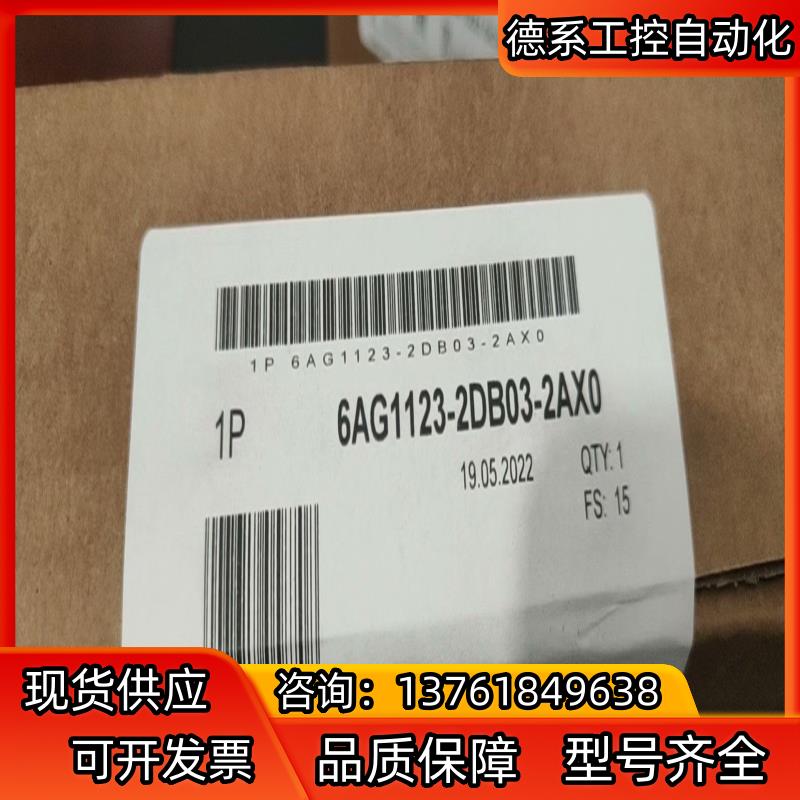 德系工控自动化
1P 6AG1123-2DB03-2AX0
1P 6AG1123-2DB03-2AX0
19.05.2022 QTY: 1
FS: 15
现货供应 咨询：13761849638
可开发票 品质保障 型号齐全